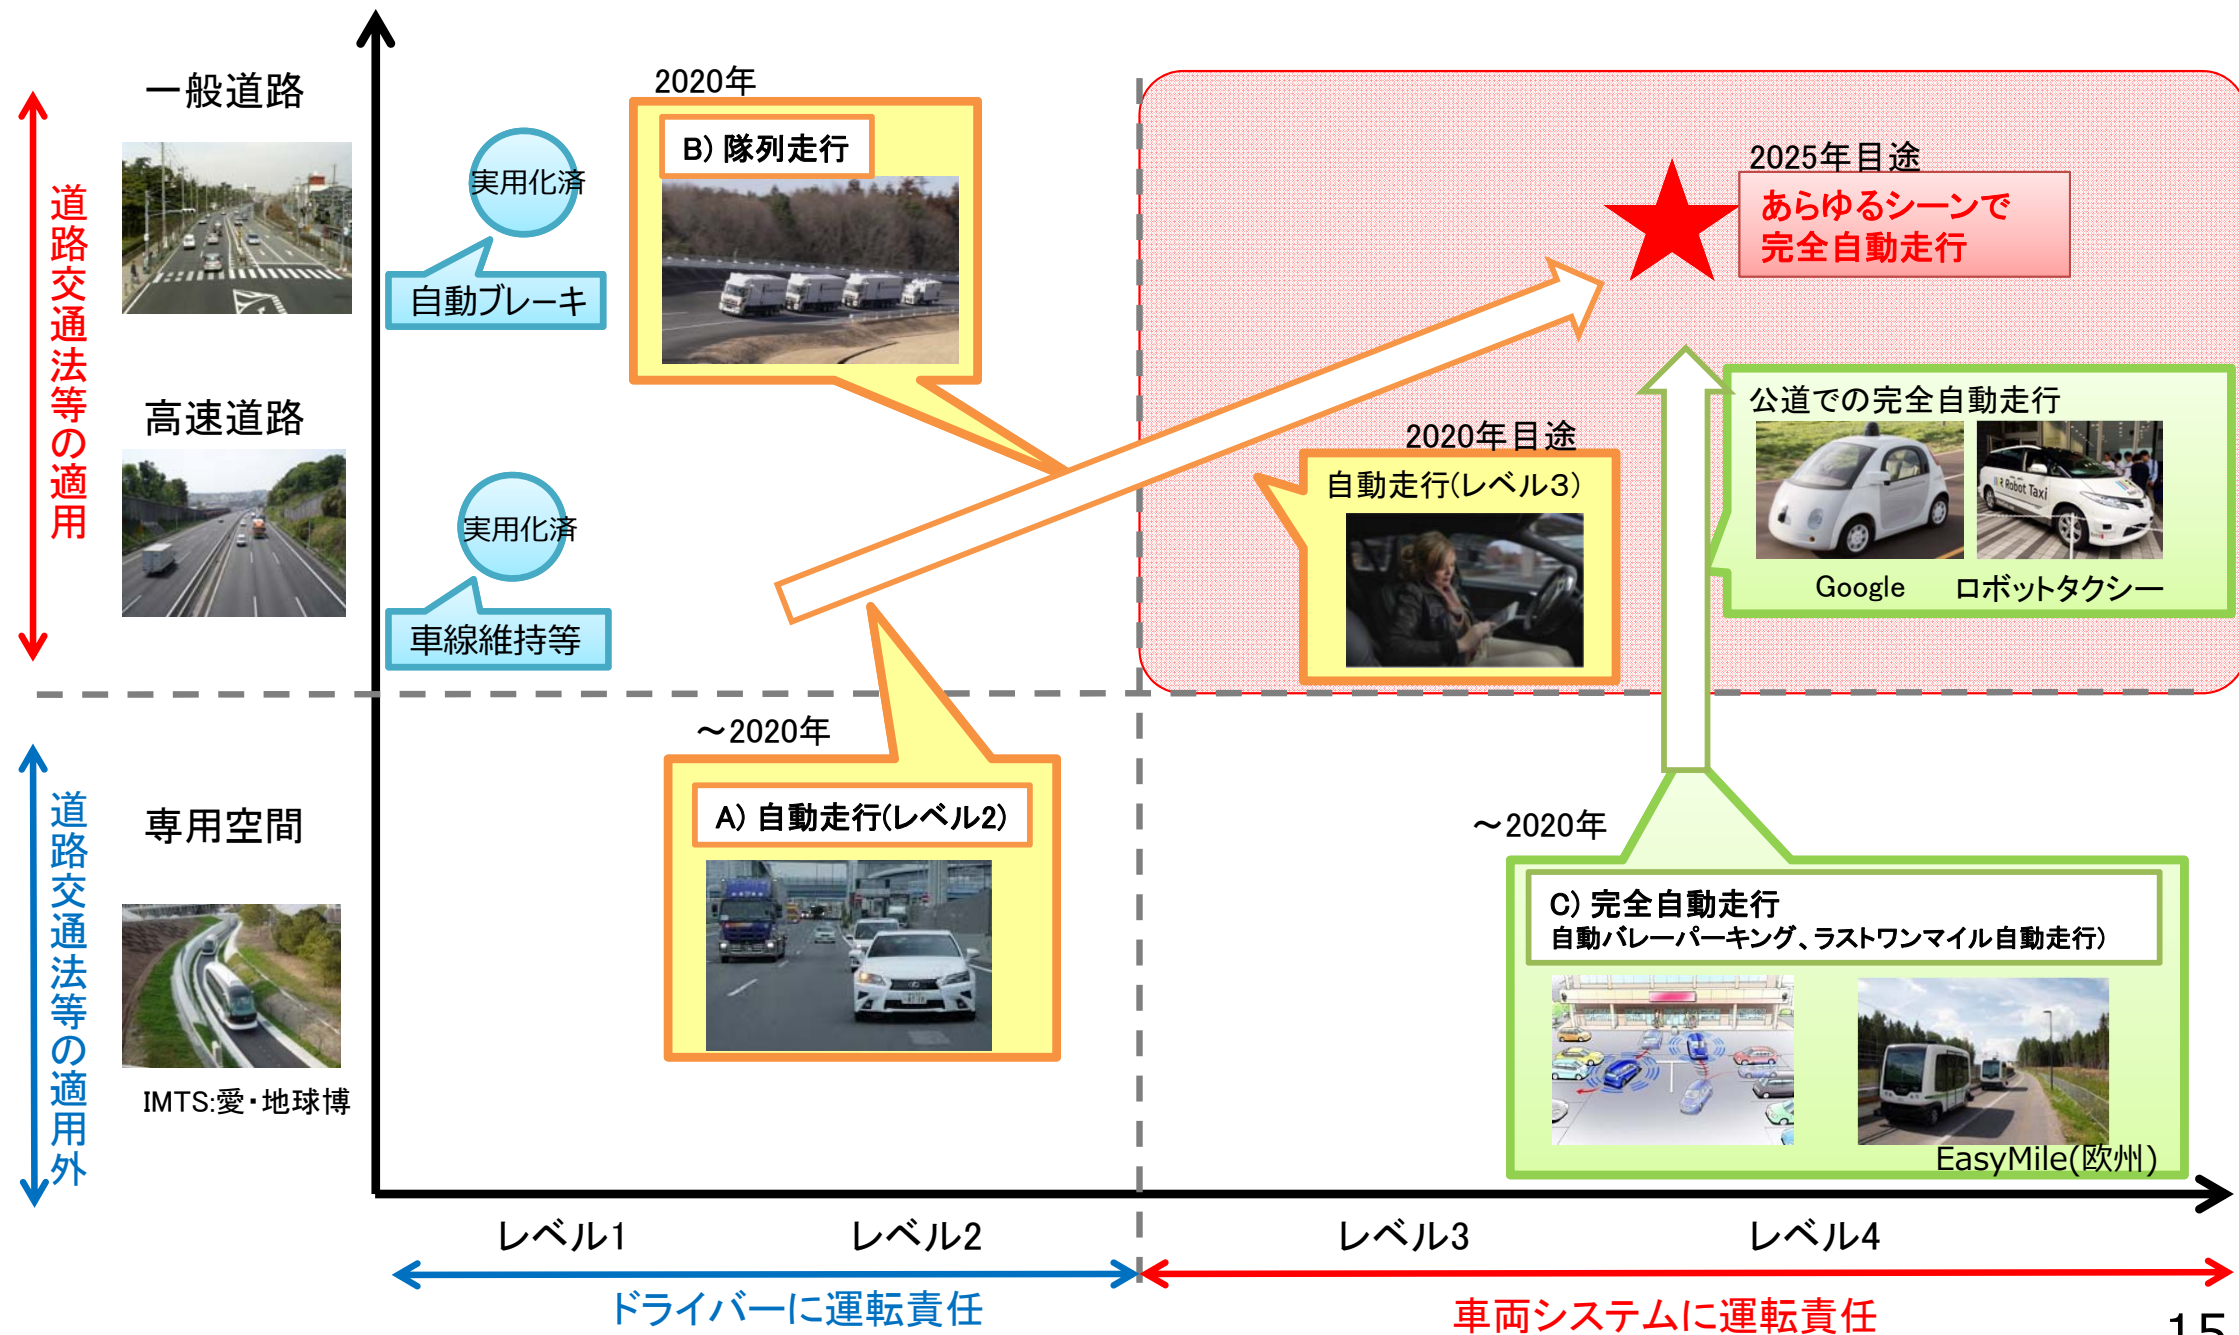 一般道路
道路交通法等の適用
実用化済
自動ブレーキ
2020年
B) 隊列走行
2025年目途
あらゆるシーンで
完全自動走行
高速道路
実用化済
車線維持等
2020年目途
自動走行(レベル3)
公道での完全自動走行
Robot Taxi
Google
ロボットタクシー
道路交通法等の適用外
専用空間
IMTS:愛・地球博
～2020年
A) 自動走行(レベル2)
～2020年
C) 完全自動走行
自動バレーパーキング、ラストワンマイル自動走行)
EasyMile(欧州)
レベル1
レベル2
レベル3
レベル4
ドライバーに運転責任
車両システムに運転責任
15